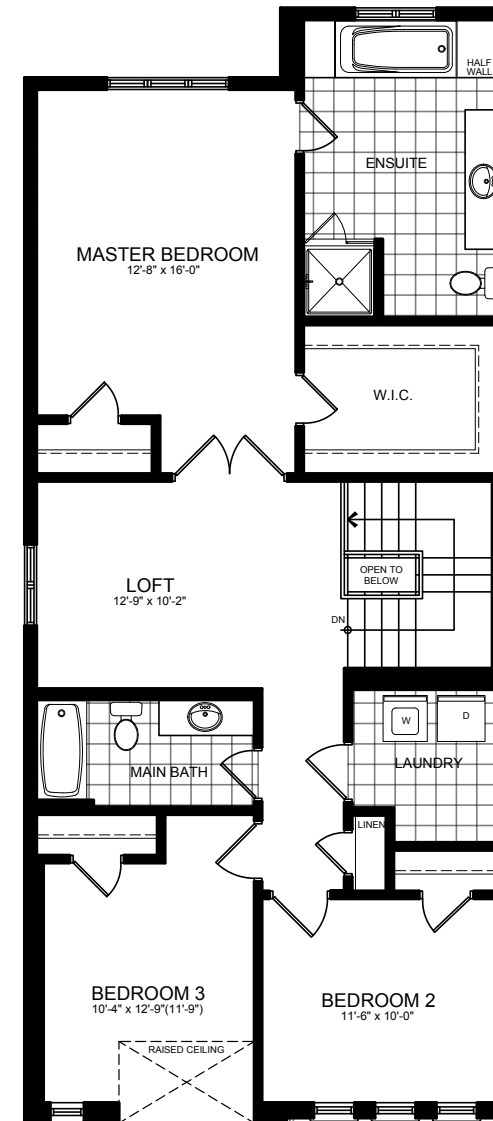 HALF
WALL
ENSUITE
MASTER BEDROOM
12'-8" x 16'-0"
W.I.C.
OPEN TO
BELOW
LOFT
12'-9" x 10'-2"
DN
W
D
LAUNDRY
MAIN BATH
LINEN
BEDROOM 3
10'-4" x 12'-9"(11'-9")
BEDROOM 2
11'-6" x 10'-0"
RAISED CEILING